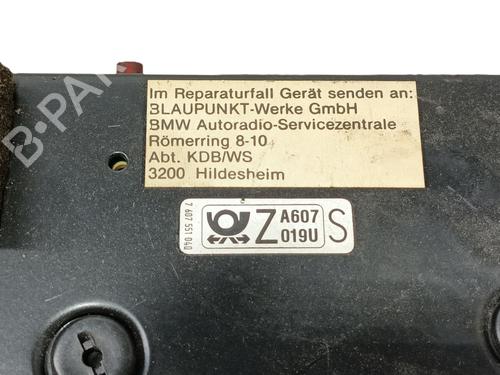 Im Reparaturfall Gerät senden an:
BLAUPUNKT-Werke GmbH
BMW Autoradio-Servicezentrale
Römerring 8-10
Abt. KDB/WS
3200 Hildesheim
7 607 551 040
Z A607 S
019U
B-PARTS